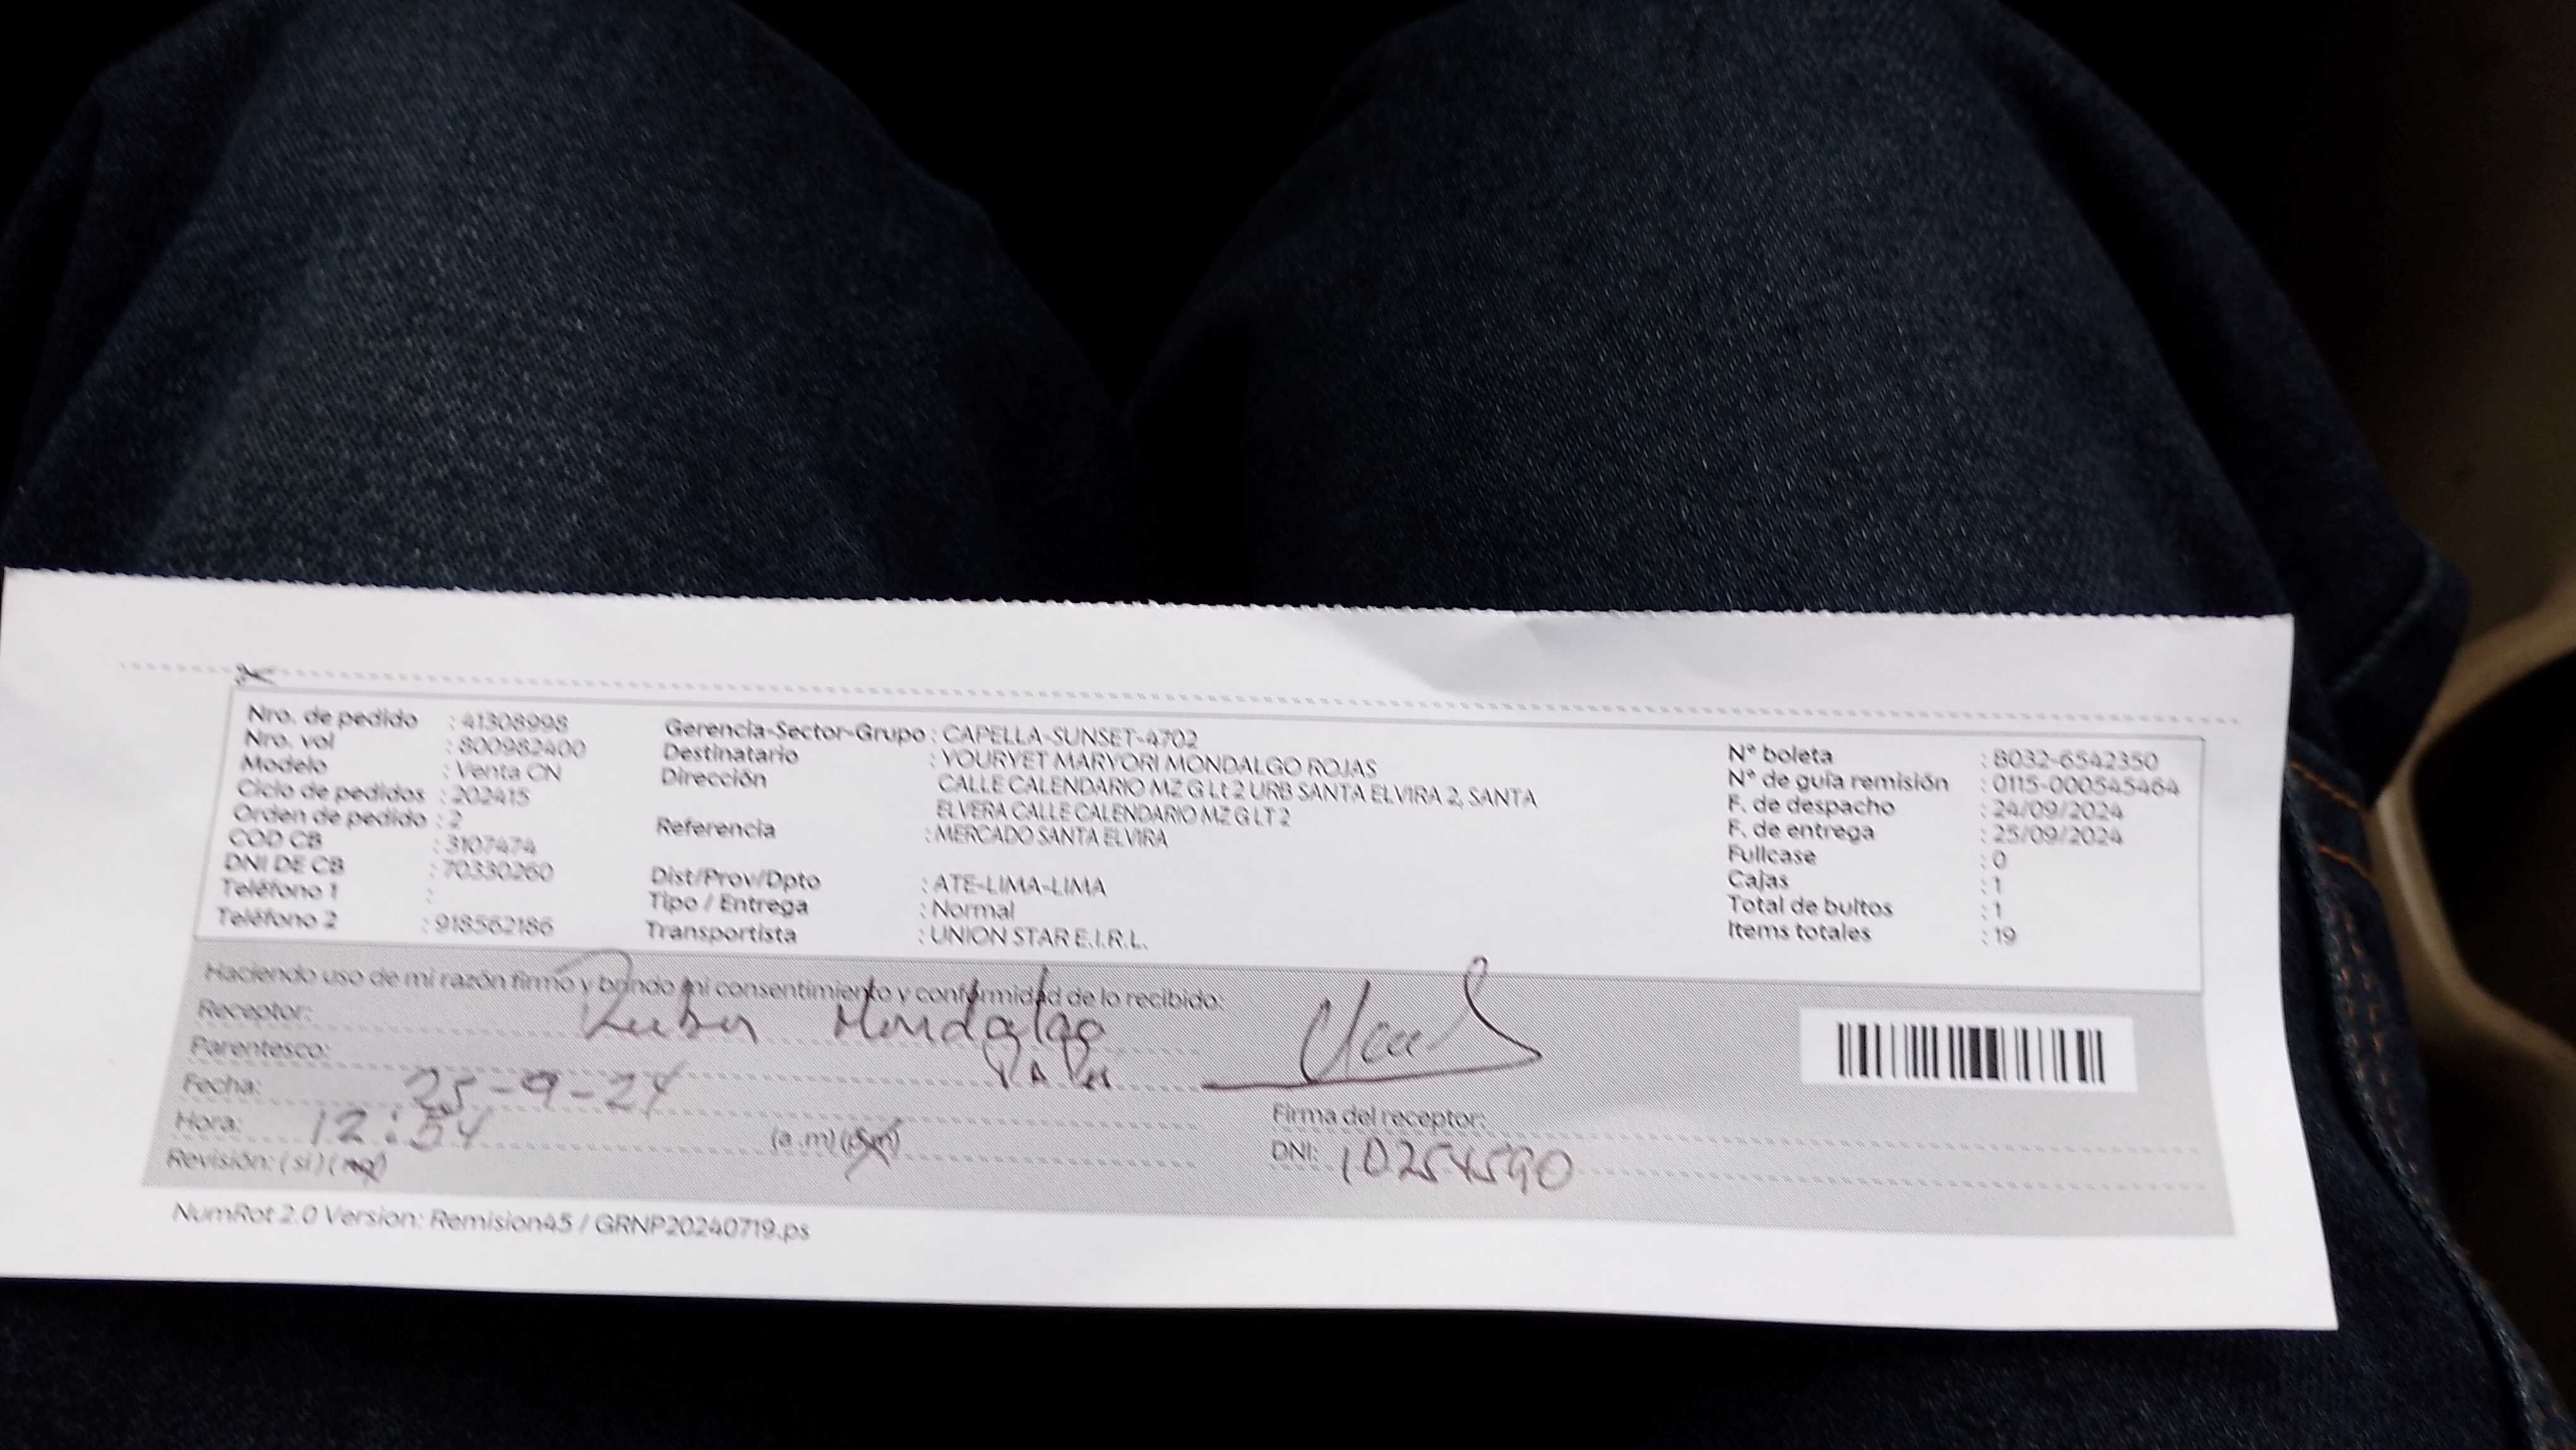 Nro. de pedido : 41308998
Nro. vol : 800982400
Modelo : Venta CN
Ciclo de pedidos : 202415
Orden de pedido : 2
COD CB : 3107474
DNI DE CB : 70330260
Teléfono 1 :
Teléfono 2 : 918562186
Gerencia-Sector-Grupo : CAPELLA-SUNSET-4702
Destinatario : YOURYET MARYORI MONDALGO ROJAS
Dirección CALLE CALENDARIO MZ G Lt 2 URB SANTA ELVIRA 2, SANTA
ELVERA CALLE CALENDARIO MZ G LT 2
Referencia : MERCADO SANTA ELVIRA
Dist/Prov/Dpto : ATE-LIMA-LIMA
Tipo / Entrega : Normal
Transportista : UNION STAR E.I.R.L.
N° boleta : B032-6542350
N° de guía remisión : 0115-000545464
F. de despacho : 24/09/2024
F. de entrega : 25/09/2024
Fullcase : 0
Cajas : 1
Total de bultos : 1
Items totales : 19
Haciendo uso de mi razón firmo y brindo mi consentimiento y conformidad de lo recibido:
Receptor: Ruben Mondalgo
Parentesco:
Fecha: 25-9-24
Hora: 12:54 (a.m) (p.m)
Revisión: (si) (no)
Firma del receptor:
DNI: 10254590
NumRot 2.0 Version: Remision45 / GRNP20240719.ps